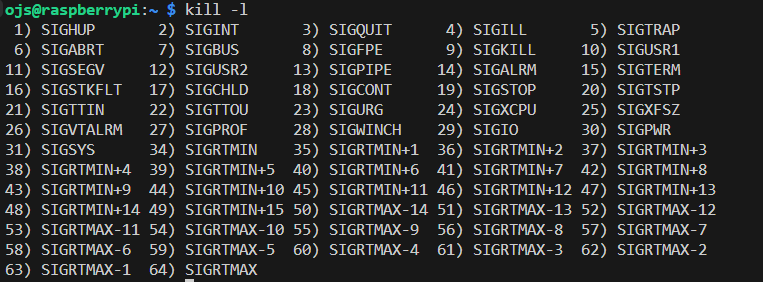 ojs@raspberrypi:~ $ kill -l
 1) SIGHUP       2) SIGINT       3) SIGQUIT      4) SIGILL       5) SIGTRAP
 6) SIGABRT      7) SIGBUS       8) SIGFPE       9) SIGKILL     10) SIGUSR1
11) SIGSEGV     12) SIGUSR2     13) SIGPIPE     14) SIGALRM     15) SIGTERM
16) SIGSTKFLT   17) SIGCHLD     18) SIGCONT     19) SIGSTOP     20) SIGTSTP
21) SIGTTIN     22) SIGTTOU     23) SIGURG      24) SIGXCPU     25) SIGXFSZ
26) SIGVTALRM   27) SIGPROF     28) SIGWINCH    29) SIGIO       30) SIGPWR
31) SIGSYS      34) SIGRTMIN    35) SIGRTMIN+1  36) SIGRTMIN+2  37) SIGRTMIN+3
38) SIGRTMIN+4  39) SIGRTMIN+5  40) SIGRTMIN+6  41) SIGRTMIN+7  42) SIGRTMIN+8
43) SIGRTMIN+9  44) SIGRTMIN+10 45) SIGRTMIN+11 46) SIGRTMIN+12 47) SIGRTMIN+13
48) SIGRTMIN+14 49) SIGRTMIN+15 50) SIGRTMAX-14 51) SIGRTMAX-13 52) SIGRTMAX-12
53) SIGRTMAX-11 54) SIGRTMAX-10 55) SIGRTMAX-9  56) SIGRTMAX-8  57) SIGRTMAX-7
58) SIGRTMAX-6  59) SIGRTMAX-5  60) SIGRTMAX-4  61) SIGRTMAX-3  62) SIGRTMAX-2
63) SIGRTMAX-1  64) SIGRTMAX